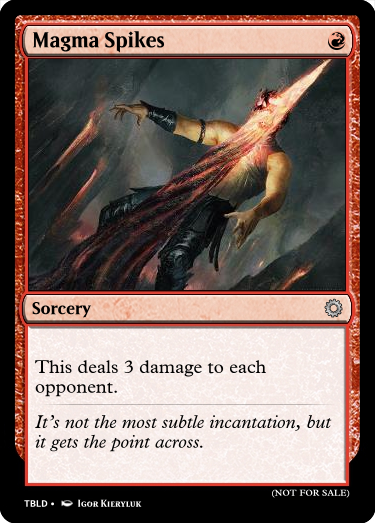 Magma Spikes
Sorcery
This deals 3 damage to each
opponent.
It's not the most subtle incantation, but
it gets the point across.
(NOT FOR SALE)
TBLD • Igor Kieryluk